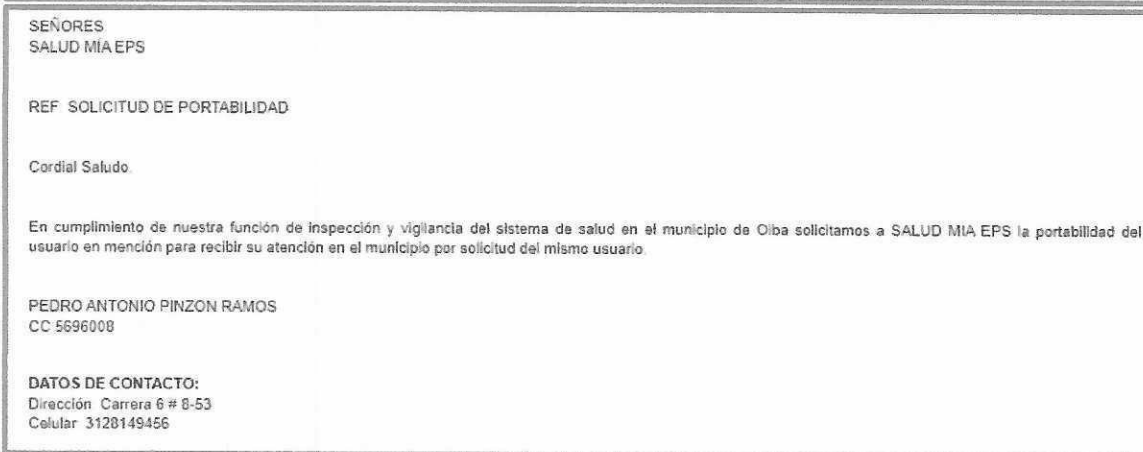 SEÑORES
SALUD MÍA EPS
REF SOLICITUD DE PORTABILIDAD
Cordial Saludo.
En cumplimiento de nuestra función de inspección y vigilancia del sistema de salud en el municipio de Oiba solicitamos a SALUD MIA EPS la portabilidad del
usuario en mención para recibir su atención en el municipio por solicitud del mismo usuario.
PEDRO ANTONIO PINZON RAMOS
CC 5696008
DATOS DE CONTACTO:
Dirección Carrera 6 # 8-53
Celular 3128149456